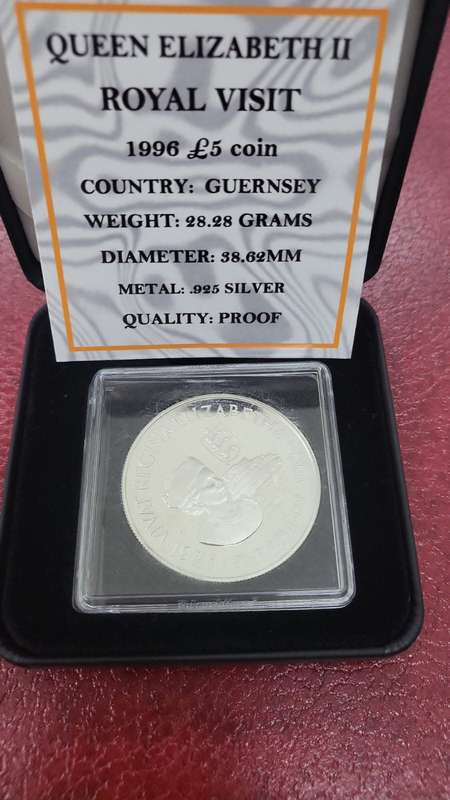 QUEEN ELIZABETH II
ROYAL VISIT
1996 £5 coin
COUNTRY: GUERNSEY
WEIGHT: 28.28 GRAMS
DIAMETER: 38.62MM
METAL: .925 SILVER
QUALITY: PROOF